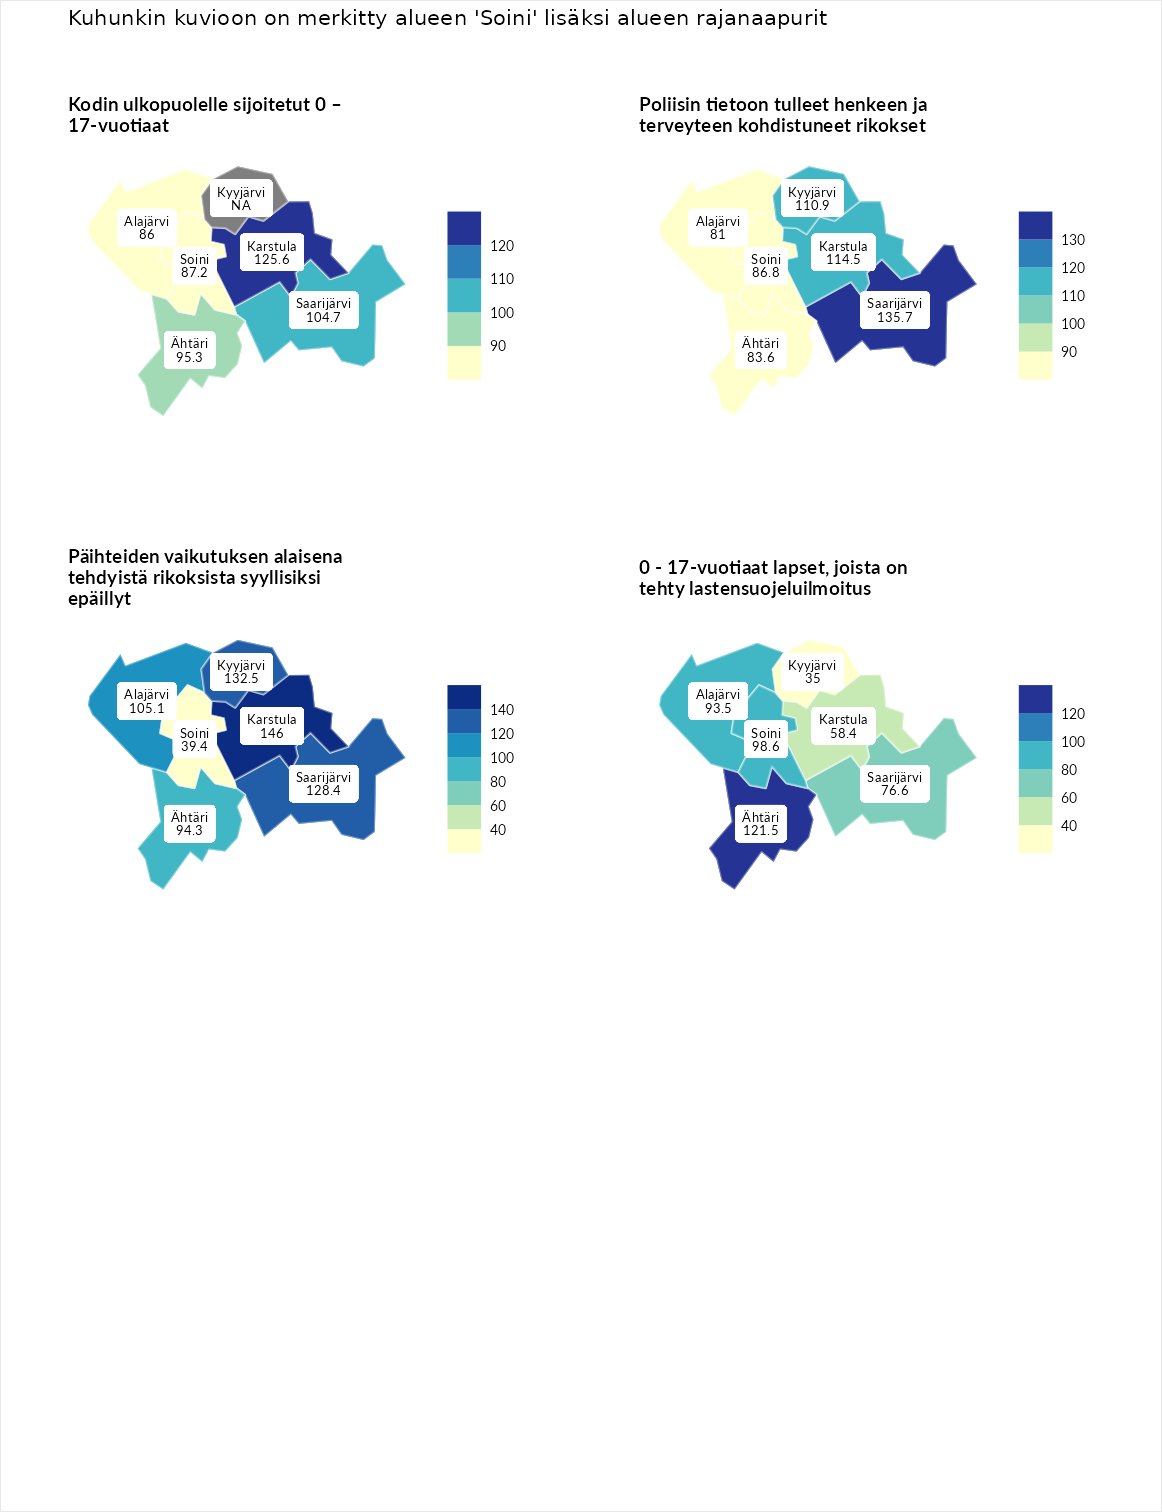 Kuhunkin kuvioon on merkitty alueen 'Soini' lisäksi alueen rajanaapurit
Kodin ulkopuolelle sijoitetut 0 –
17-vuotiaat
Kyyjärvi
NA
Alajärvi
86
Karstula
125.6
Soini
87.2
Saarijärvi
104.7
Ähtäri
95.3
120
110
100
90
Poliisin tietoon tulleet henkeen ja
terveyteen kohdistuneet rikokset
Kyyjärvi
110.9
Alajärvi
81
Karstula
114.5
Soini
86.8
Saarijärvi
135.7
Ähtäri
83.6
130
120
110
100
90
Päihteiden vaikutuksen alaisena
tehdyistä rikoksista syyllisiksi
epäillyt
Kyyjärvi
132.5
Alajärvi
105.1
Karstula
146
Soini
39.4
Saarijärvi
128.4
Ähtäri
94.3
140
120
100
80
60
40
0 - 17-vuotiaat lapset, joista on
tehty lastensuojeluilmoitus
Kyyjärvi
35
Alajärvi
93.5
Karstula
58.4
Soini
98.6
Saarijärvi
76.6
Ähtäri
121.5
120
100
80
60
40